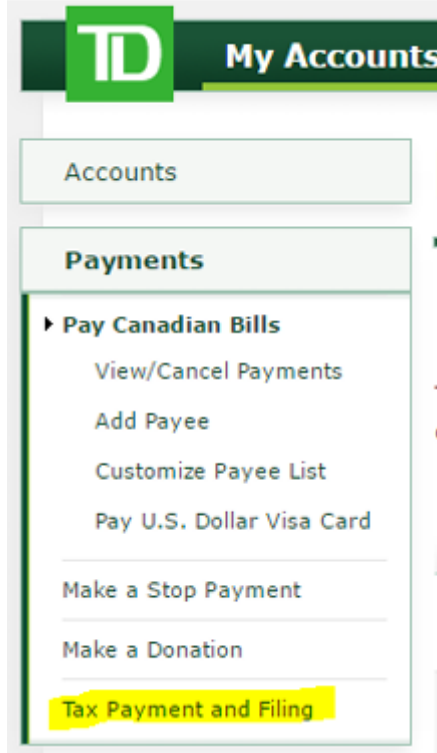 TD
My Accounts
Accounts
Payments
Pay Canadian Bills
View/Cancel Payments
Add Payee
Customize Payee List
Pay U.S. Dollar Visa Card
Make a Stop Payment
Make a Donation
Tax Payment and Filing